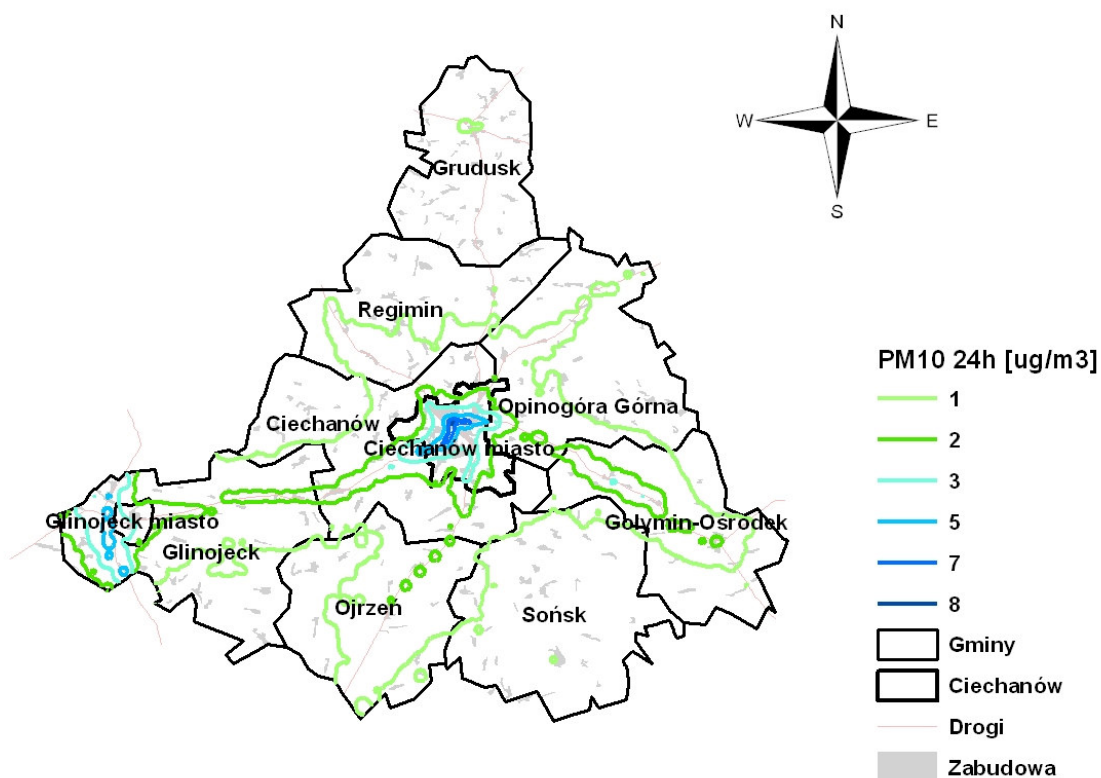 N
W
E
S
Grudusk
Regimin
Opinogóra Górna
Ciechanów
Ciechanów miasto
Glinojeck miasto
Gołymin-Ośrodek
Glinojeck
Ojrzeń
Sońsk
PM10 24h [ug/m3]
1
2
3
5
7
8
Gminy
Ciechanów
Drogi
Zabudowa